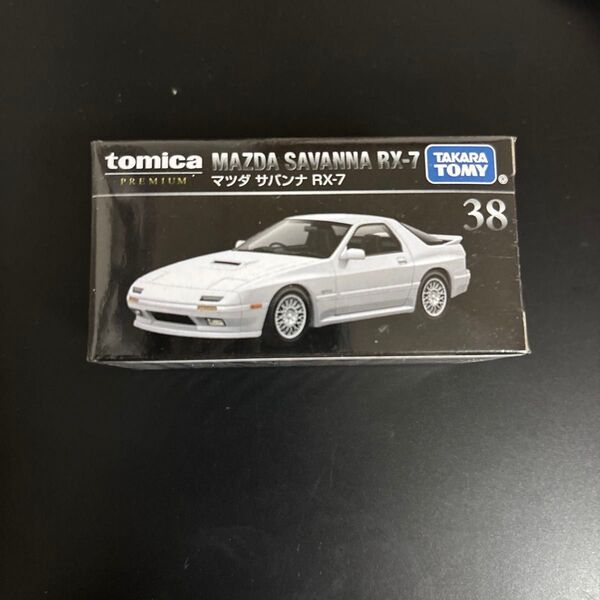 tomica
PREMIUM
MAZDA SAVANNA RX-7
マツダ サバンナ RX-7
TAKARA
TOMY
®
38